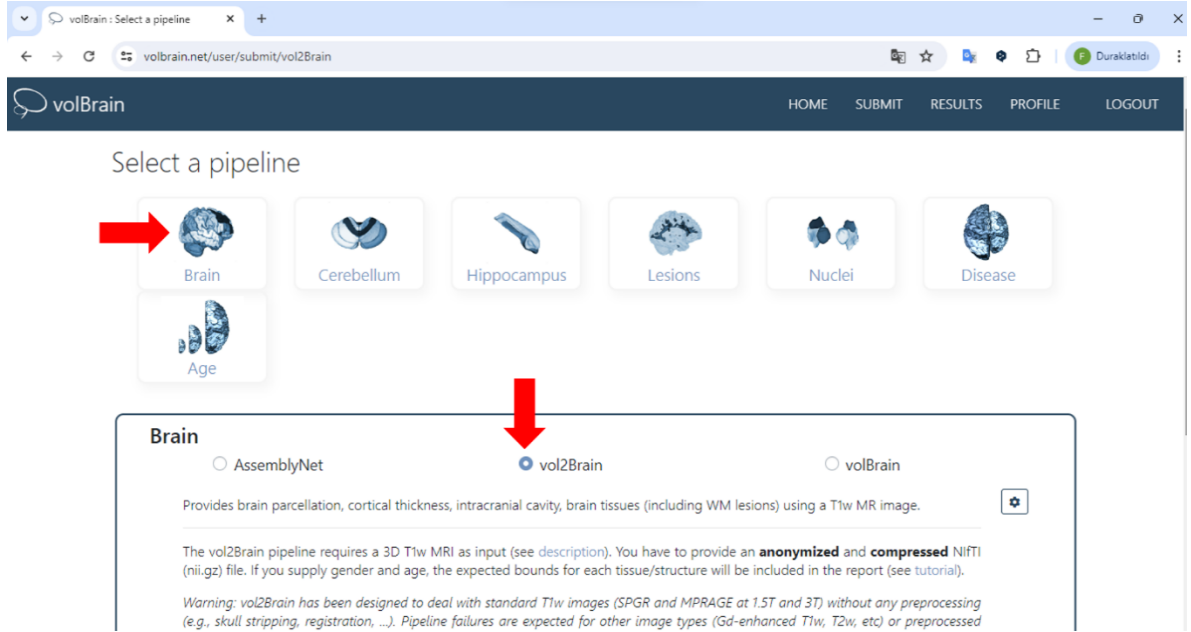 volBrain : Select a pipeline
volbrain.net/user/submit/vol2Brain
F Duraklatıldı
volBrain HOME SUBMIT RESULTS PROFILE LOGOUT
Select a pipeline
Brain Cerebellum Hippocampus Lesions Nuclei Disease
Age
Brain
AssemblyNet vol2Brain volBrain
Provides brain parcellation, cortical thickness, intracranial cavity, brain tissues (including WM lesions) using a T1w MR image.
The vol2Brain pipeline requires a 3D T1w MRI as input (see description). You have to provide an anonymized and compressed NIfTI
(nii.gz) file. If you supply gender and age, the expected bounds for each tissue/structure will be included in the report (see tutorial).
Warning: vol2Brain has been designed to deal with standard T1w images (SPGR and MPRAGE at 1.5T and 3T) without any preprocessing
(e.g., skull stripping, registration, ...). Pipeline failures are expected for other image types (Gd-enhanced T1w, T2w, etc) or preprocessed